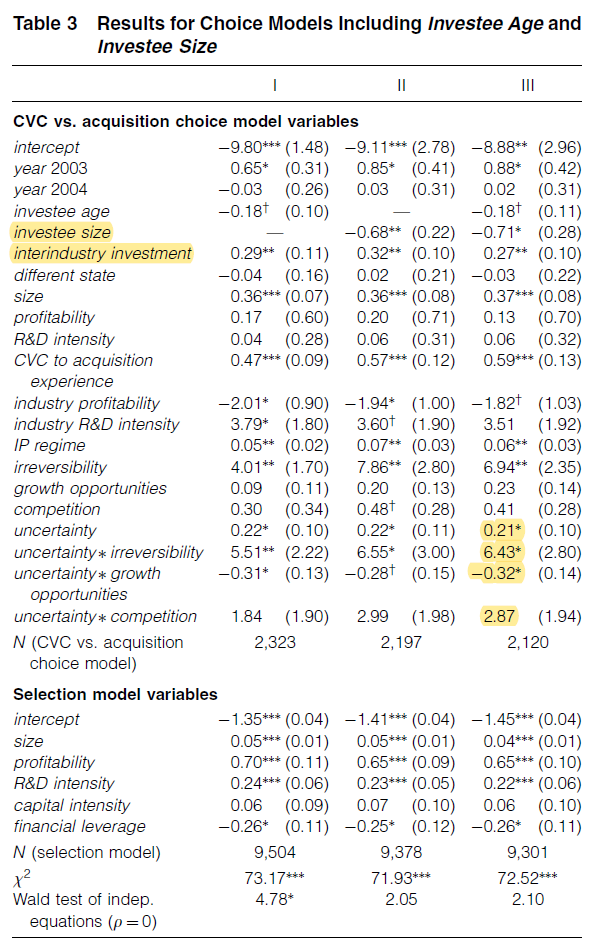 Table 3 Results for Choice Models Including Investee Age and
Investee Size
I II III
CVC vs. acquisition choice model variables
intercept −9.80*** (1.48) −9.11*** (2.78) −8.88** (2.96)
year 2003 0.65* (0.31) 0.85* (0.41) 0.88* (0.42)
year 2004 −0.03 (0.26) 0.03 (0.31) 0.02 (0.31)
investee age −0.18† (0.10) — −0.18† (0.11)
investee size — −0.68** (0.22) −0.71* (0.28)
interindustry investment 0.29** (0.11) 0.32** (0.10) 0.27** (0.10)
different state −0.04 (0.16) 0.02 (0.21) −0.03 (0.22)
size 0.36*** (0.07) 0.36*** (0.08) 0.37*** (0.08)
profitability 0.17 (0.60) 0.20 (0.71) 0.13 (0.70)
R&D intensity 0.04 (0.28) 0.06 (0.31) 0.06 (0.32)
CVC to acquisition 0.47*** (0.09) 0.57*** (0.12) 0.59*** (0.13)
experience
industry profitability −2.01* (0.90) −1.94* (1.00) −1.82† (1.03)
industry R&D intensity 3.79* (1.80) 3.60† (1.90) 3.51 (1.92)
IP regime 0.05** (0.02) 0.07** (0.03) 0.06** (0.03)
irreversibility 4.01** (1.70) 7.86** (2.80) 6.94** (2.35)
growth opportunities 0.09 (0.11) 0.20 (0.13) 0.23 (0.14)
competition 0.30 (0.34) 0.48† (0.28) 0.41 (0.28)
uncertainty 0.22* (0.10) 0.22* (0.11) 0.21* (0.10)
uncertainty∗irreversibility 5.51** (2.22) 6.55* (3.00) 6.43* (2.80)
uncertainty∗growth −0.31* (0.13) −0.28† (0.15) −0.32* (0.14)
opportunities
uncertainty∗competition 1.84 (1.90) 2.99 (1.98) 2.87 (1.94)
N (CVC vs. acquisition 2,323 2,197 2,120
choice model)
Selection model variables
intercept −1.35*** (0.04) −1.41*** (0.04) −1.45*** (0.04)
size 0.05*** (0.01) 0.05*** (0.01) 0.04*** (0.01)
profitability 0.70*** (0.11) 0.65*** (0.09) 0.65*** (0.10)
R&D intensity 0.24*** (0.06) 0.23*** (0.05) 0.22*** (0.06)
capital intensity 0.06 (0.09) 0.07 (0.10) 0.06 (0.10)
financial leverage −0.26* (0.11) −0.25* (0.12) −0.26* (0.11)
N (selection model) 9,504 9,378 9,301
χ² 73.17*** 71.93*** 72.52***
Wald test of indep. 4.78* 2.05 2.10
equations (ρ = 0)